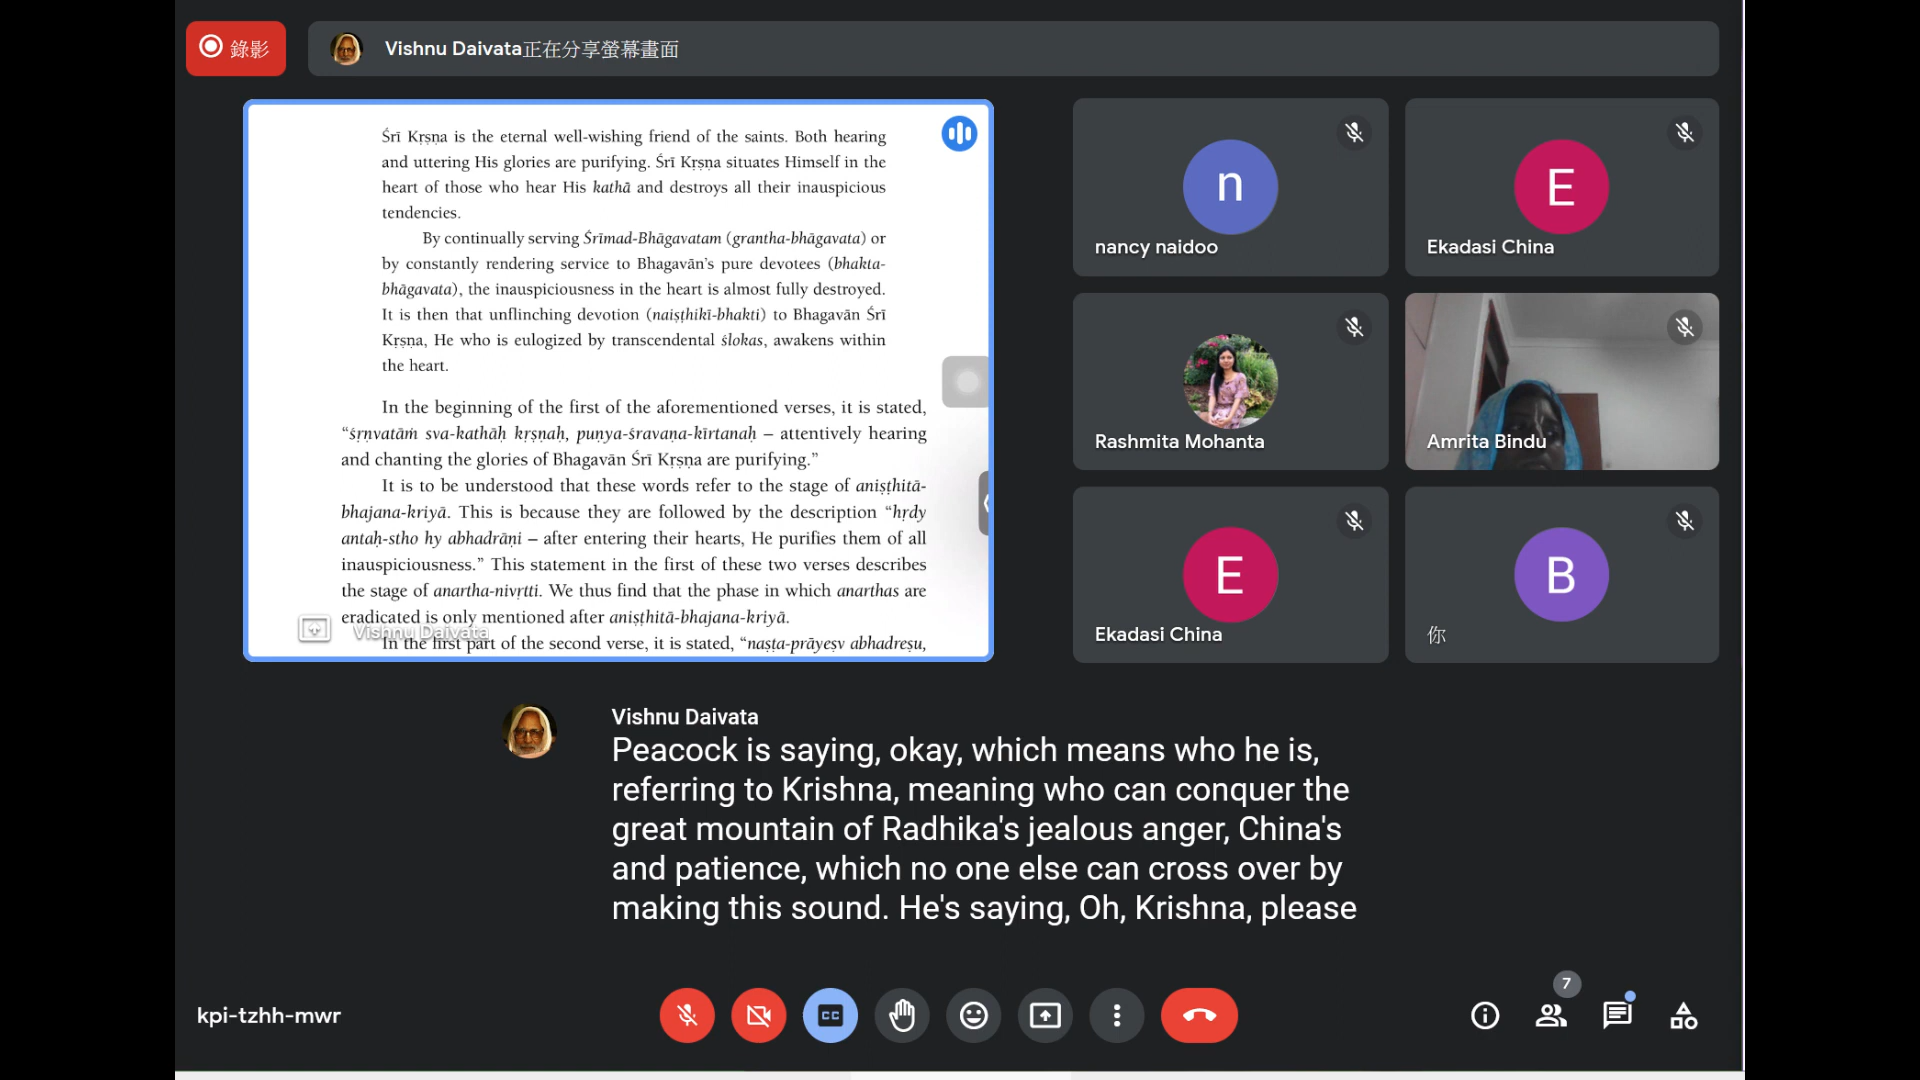 錄影
Vishnu Daivata正在分享螢幕畫面
Śrī Kṛṣṇa is the eternal well-wishing friend of the saints. Both hearing
and uttering His glories are purifying. Śrī Kṛṣṇa situates Himself in the
heart of those who hear His kathā and destroys all their inauspicious
tendencies.
By continually serving Śrīmad-Bhāgavatam (grantha-bhāgavata) or
by constantly rendering service to Bhagavān’s pure devotees (bhakta-
bhāgavata), the inauspiciousness in the heart is almost fully destroyed.
It is then that unflinching devotion (naiṣṭhikī-bhakti) to Bhagavān Śrī
Kṛṣṇa, He who is eulogized by transcendental ślokas, awakens within
the heart.
In the beginning of the first of the aforementioned verses, it is stated,
“śṛṇvatāṁ sva-kathāḥ kṛṣṇaḥ, puṇya-śravaṇa-kīrtanaḥ – attentively hearing
and chanting the glories of Bhagavān Śrī Kṛṣṇa are purifying.”
It is to be understood that these words refer to the stage of aniṣṭhitā-
bhajana-kriyā. This is because they are followed by the description “hṛdy
antaḥ-stho hy abhadrāṇi – after entering their hearts, He purifies them of all
inauspiciousness.” This statement in the first of these two verses describes
the stage of anartha-nivṛtti. We thus find that the phase in which anarthas are
eradicated is only mentioned after aniṣṭhitā-bhajana-kriyā.
Vishnu Daivata
In the first part of the second verse, it is stated, “naṣṭa-prāyeṣv abhadreṣu,
n
nancy naidoo
E
Ekadasi China
Rashmita Mohanta
Amrita Bindu
E
Ekadasi China
B
你
Vishnu Daivata
Peacock is saying, okay, which means who he is,
referring to Krishna, meaning who can conquer the
great mountain of Radhika's jealous anger, China's
and patience, which no one else can cross over by
making this sound. He's saying, Oh, Krishna, please
kpi-tzhh-mwr
CC
7